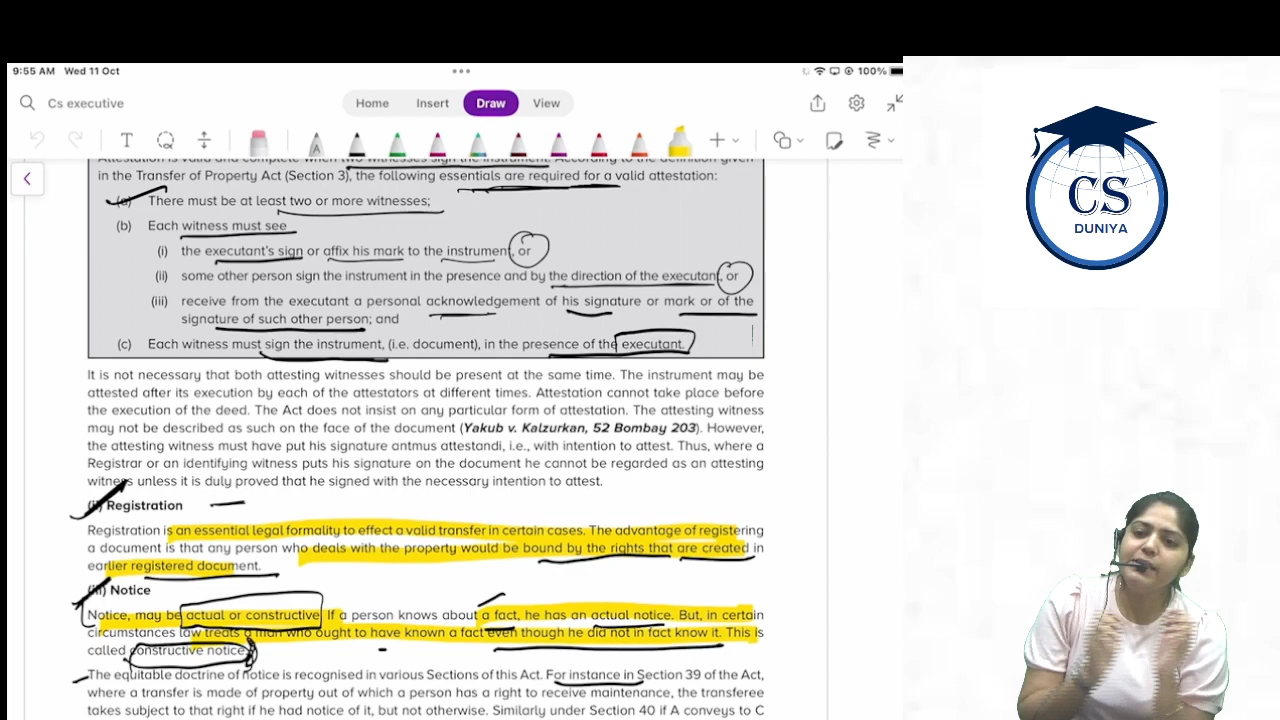 9:55 AM Wed 11 Oct
100%
Cs executive
Home Insert Draw View
Attestation is valid and complete when two witnesses sign the instrument. According to the definition given
in the Transfer of Property Act (Section 3), the following essentials are required for a valid attestation:
(a) There must be at least two or more witnesses;
(b) Each witness must see
(i) the executant's sign or affix his mark to the instrument, or
(ii) some other person sign the instrument in the presence and by the direction of the executant, or
(iii) receive from the executant a personal acknowledgement of his signature or mark or of the
signature of such other person; and
(c) Each witness must sign the instrument, (i.e. document), in the presence of the executant.
It is not necessary that both attesting witnesses should be present at the same time. The instrument may be
attested after its execution by each of the attestators at different times. Attestation cannot take place before
the execution of the deed. The Act does not insist on any particular form of attestation. The attesting witness
may not be described as such on the face of the document (Yakub v. Kalzurkan, 52 Bombay 203). However,
the attesting witness must have put his signature antmus attestandi, i.e., with intention to attest. Thus, where a
Registrar or an identifying witness puts his signature on the document he cannot be regarded as an attesting
witness unless it is duly proved that he signed with the necessary intention to attest.
Registration
Registration is an essential legal formality to effect a valid transfer in certain cases. The advantage of registering
a document is that any person who deals with the property would be bound by the rights that are created in
earlier registered document.
(iii) Notice
Notice, may be actual or constructive. If a person knows about a fact, he has an actual notice. But, in certain
circumstances law treats a man who ought to have known a fact even though he did not in fact know it. This is
called constructive notice.
The equitable doctrine of notice is recognised in various Sections of this Act. For instance in Section 39 of the Act,
where a transfer is made of property out of which a person has a right to receive maintenance, the transferee
takes subject to that right if he had notice of it, but not otherwise. Similarly under Section 40 if A conveys to C
CS
DUNIYA